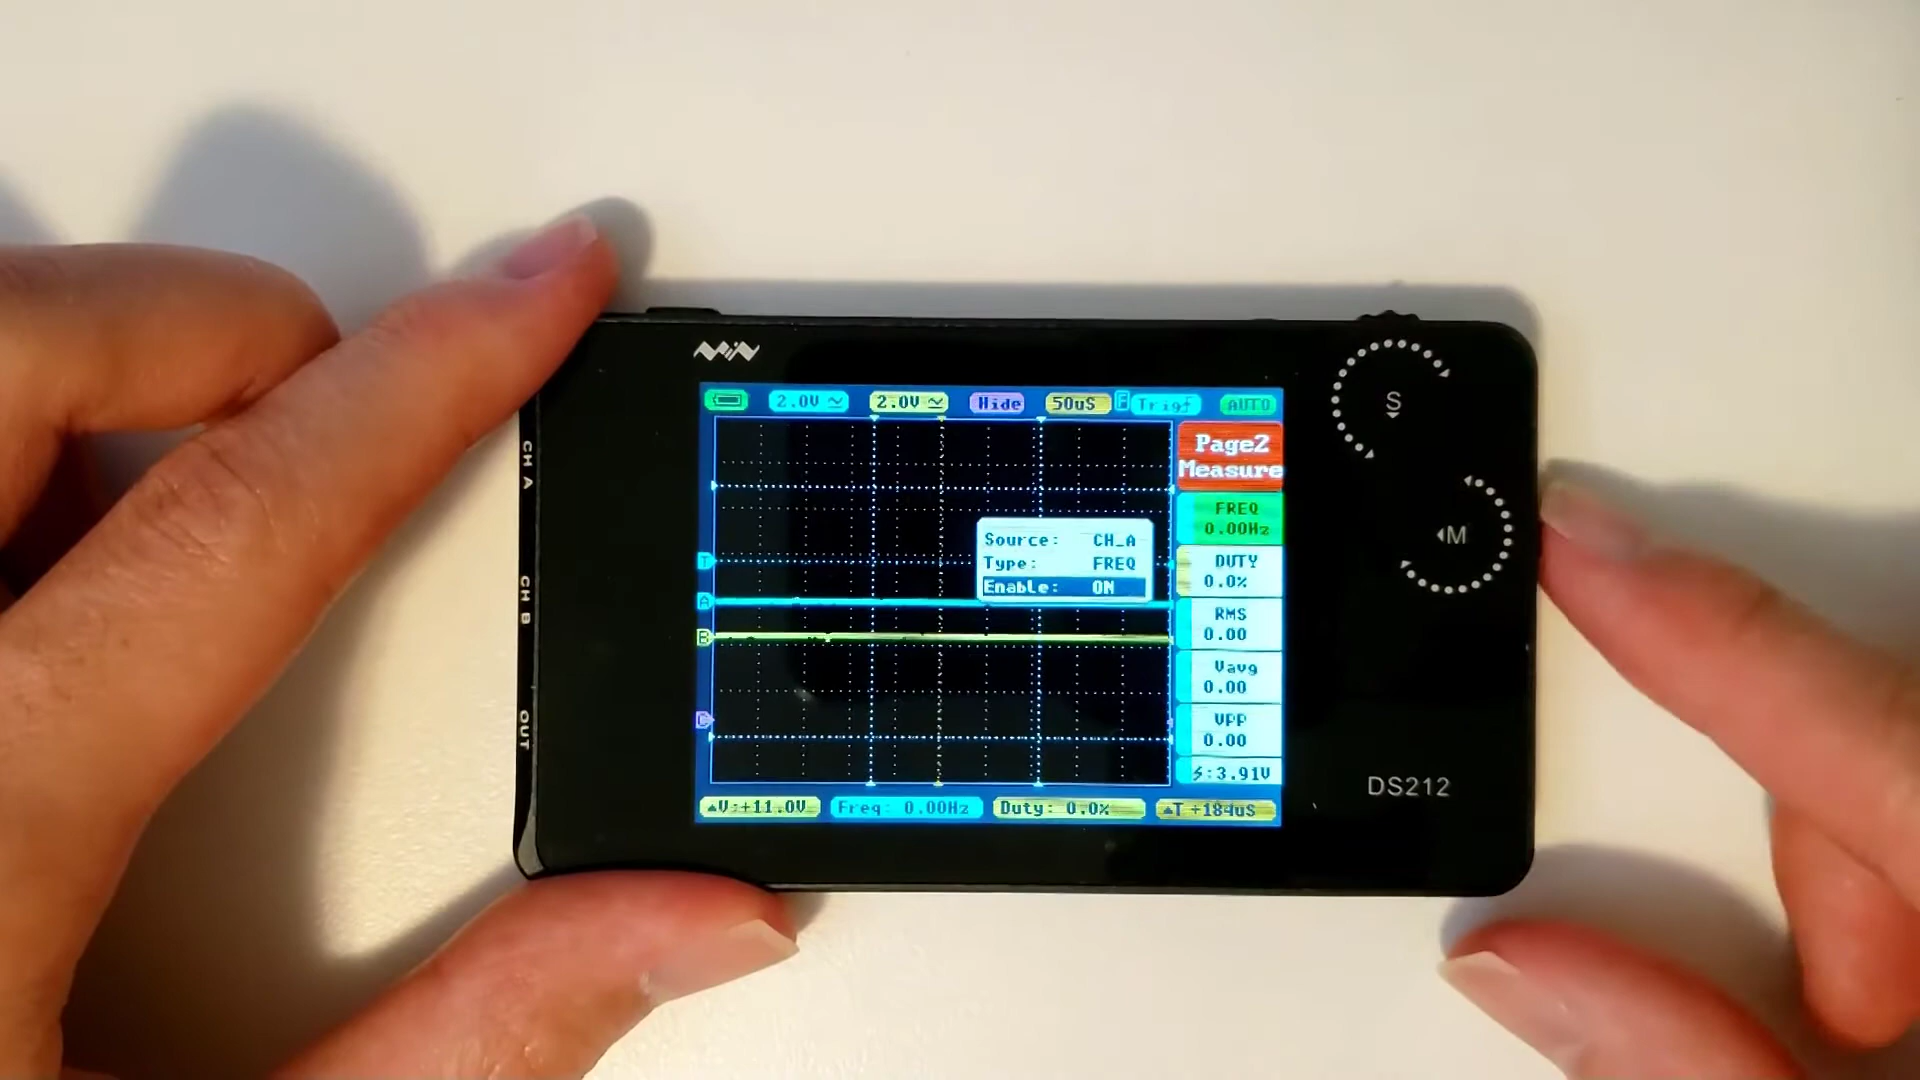 MiN
2.0V 2.0V Hide 50uS F Trig AUTO
Page2
Measure
FREQ
0.00Hz
DUTY
0.0%
RMS
0.00
Vavg
0.00
VPP
0.00
:3.91V
Source: CH_A
Type: FREQ
Enable: ON
T
A
B
C
▲V:+11.0V Freq: 0.00Hz Duty: 0.0% ▲T +184uS
CH A
CH B
OUT
S
M
DS212